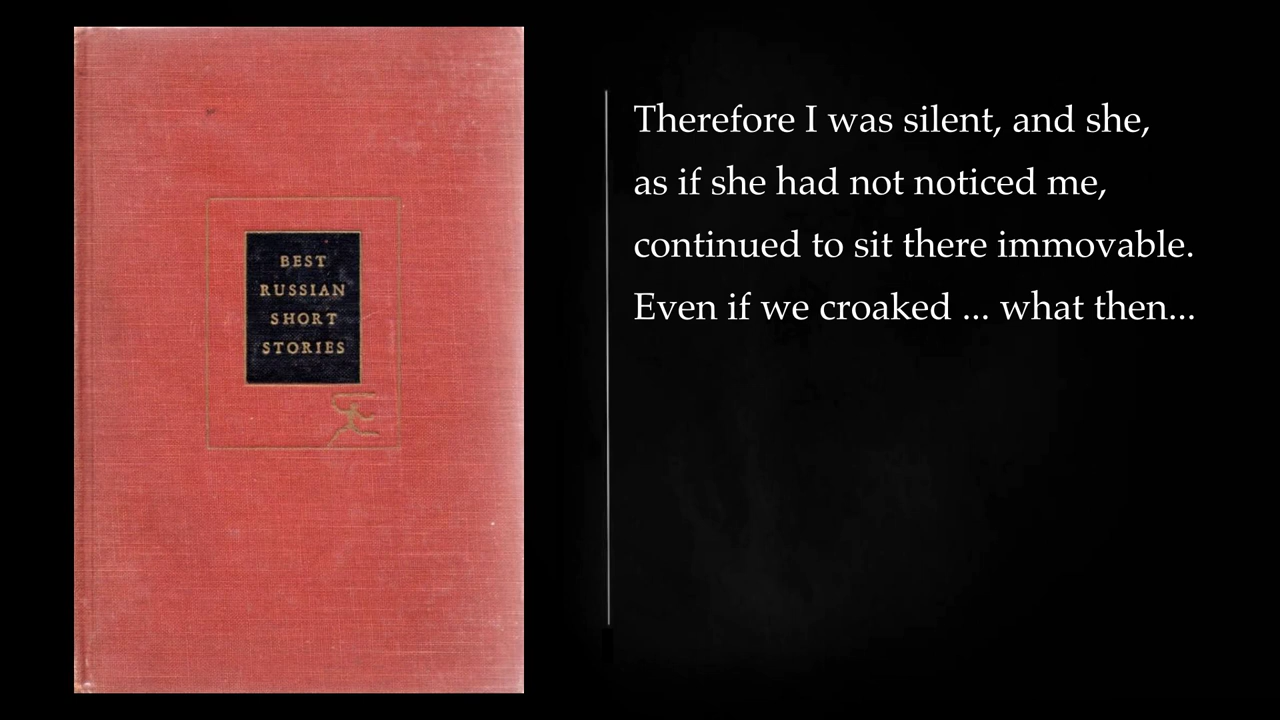 BEST
RUSSIAN
SHORT
STORIES
Therefore I was silent, and she,
as if she had not noticed me,
continued to sit there immovable.
Even if we croaked ... what then...